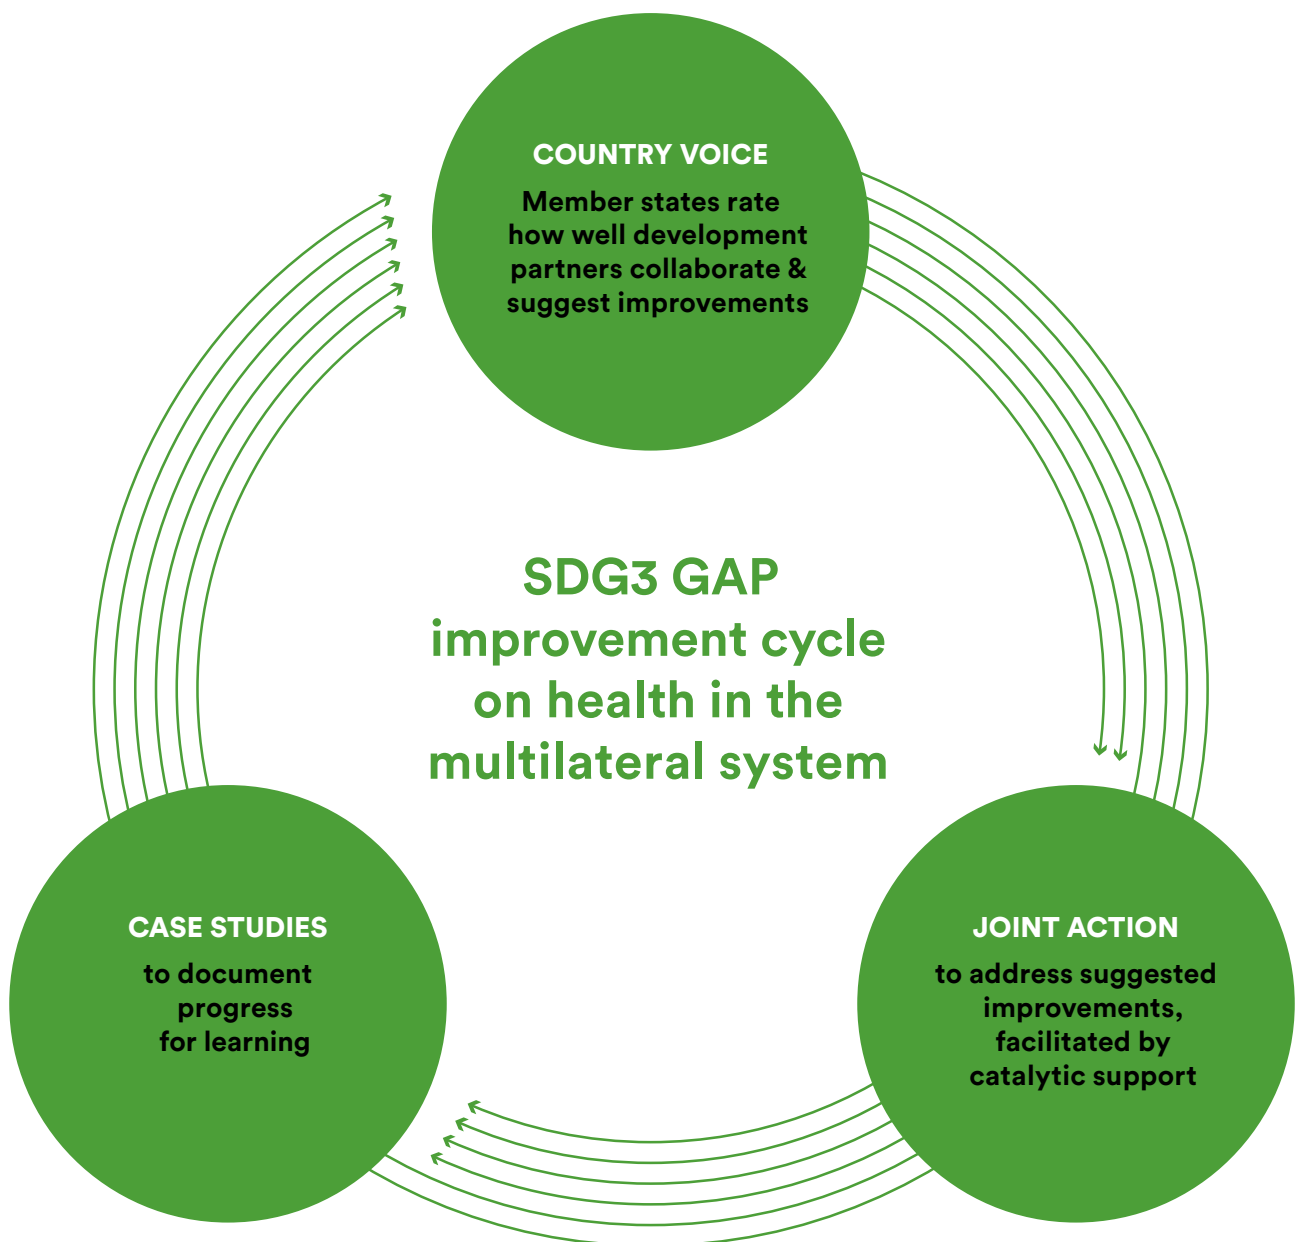 COUNTRY VOICE
Member states rate
how well development
partners collaborate &
suggest improvements
SDG3 GAP
improvement cycle
on health in the
multilateral system
CASE STUDIES
to document
progress
for learning
JOINT ACTION
to address suggested
improvements,
facilitated by
catalytic support